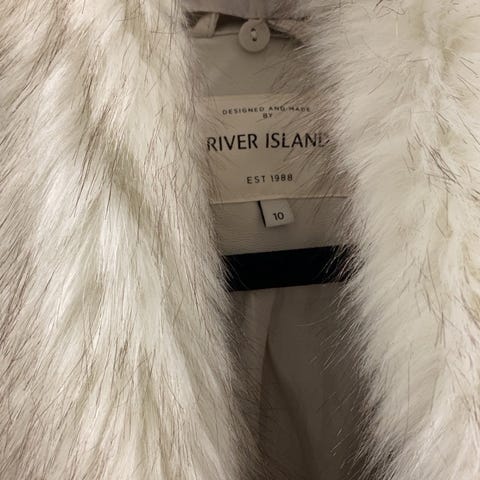 DESIGNED AND MADE
BY
RIVER ISLAND
EST 1988
10